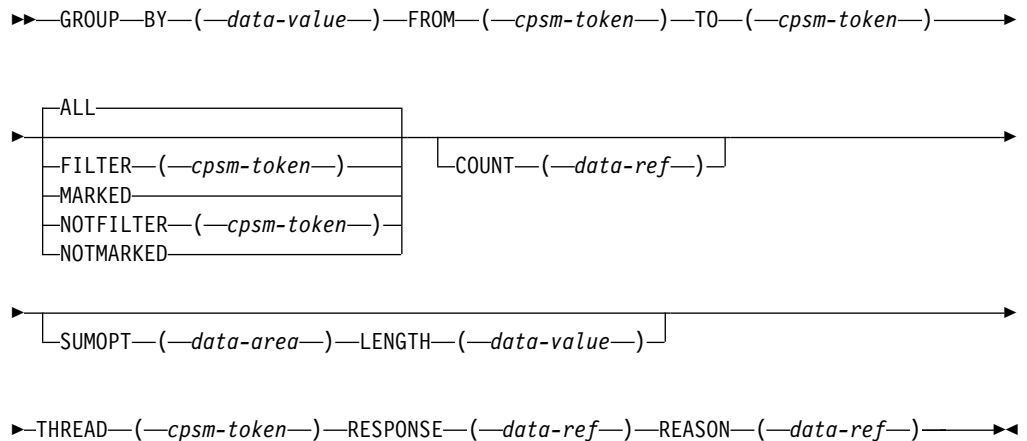 GROUP BY ( data-value ) FROM ( cpsm-token ) TO ( cpsm-token )
ALL
FILTER ( cpsm-token )
COUNT ( data-ref )
MARKED
NOTFILTER ( cpsm-token )
NOTMARKED
SUMOPT ( data-area ) LENGTH ( data-value )
THREAD ( cpsm-token ) RESPONSE ( data-ref ) REASON ( data-ref )